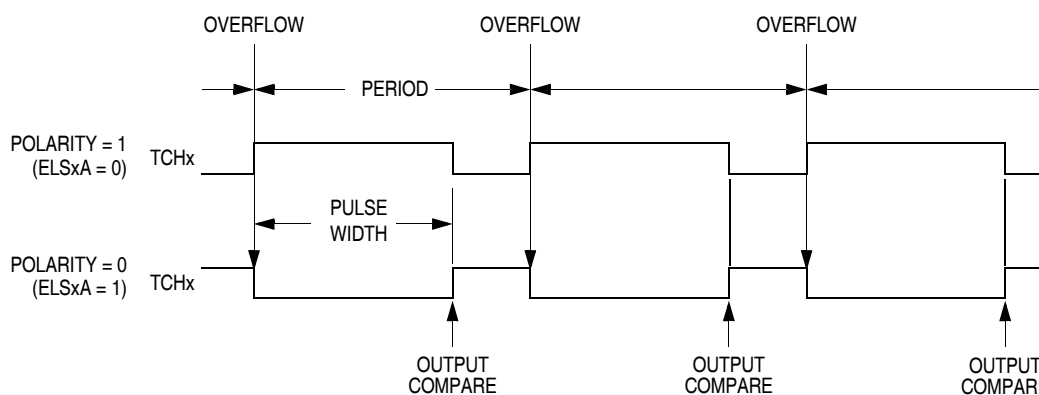 OVERFLOW
OVERFLOW
OVERFLOW
PERIOD
POLARITY = 1
(ELSxA = 0)
TCHx
PULSE
WIDTH
POLARITY = 0
(ELSxA = 1)
TCHx
OUTPUT
COMPARE
OUTPUT
COMPARE
OUTPUT
COMPARE